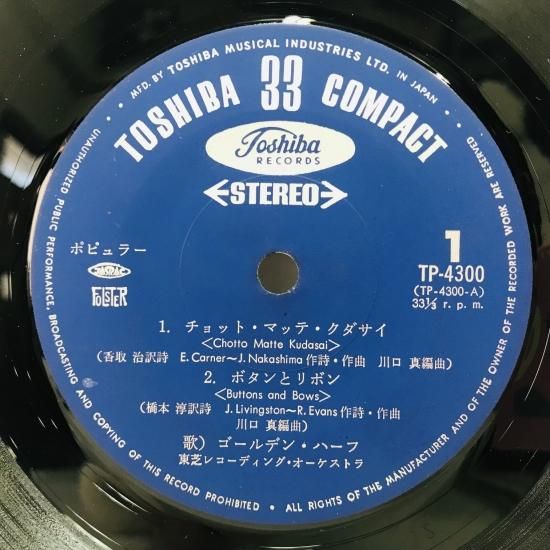 MFD. BY TOSHIBA MUSICAL INDUSTRIES LTD. IN JAPAN
TOSHIBA 33 COMPACT
Toshiba
RECORDS
STEREO
ポピュラー
JASRAC
FOLSTER
1
TP-4300
(TP-4300-A)
33⅓ r. p. m.
1. チョット・マッテ・クダサイ
<Chotto Matte Kudasai>
(香取 治訳詩 E. Carner~J. Nakashima 作詩・作曲 川口 真編曲)
2. ボタンとリボン
<Buttons and Bows>
(橋本 淳訳詩 J. Livingston~R. Evans 作詩・作曲
川口 真編曲)
歌) ゴールデン・ハーフ
東芝レコーディング・オーケストラ
UNAUTHORIZED PUBLIC PERFORMANCE, BROADCASTING AND COPYING OF THIS RECORD PROHIBITED • ALL RIGHTS OF THE MANUFACTURER AND OF THE OWNER OF THE RECORDED WORK ARE RESERVED